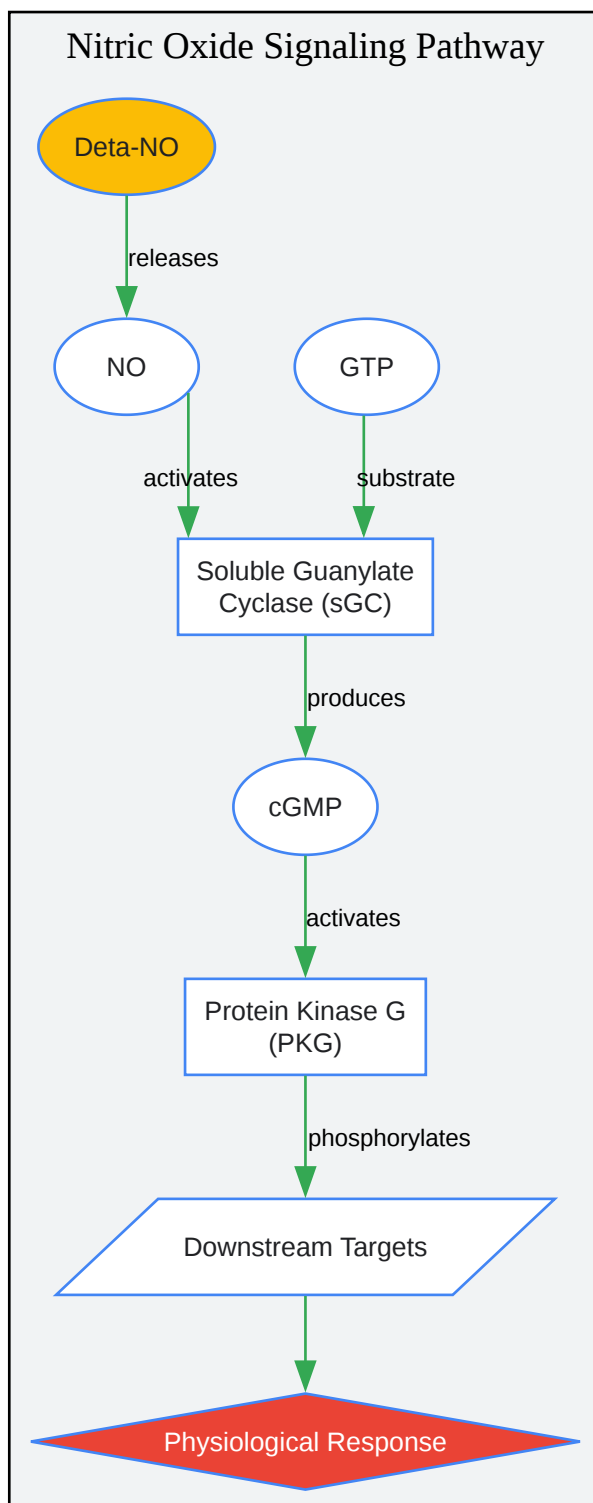 Nitric Oxide Signaling Pathway
Deta-NO
releases
NO
GTP
activates
substrate
Soluble Guanylate
Cyclase (sGC)
produces
cGMP
activates
Protein Kinase G
(PKG)
phosphorylates
Downstream Targets
Physiological Response